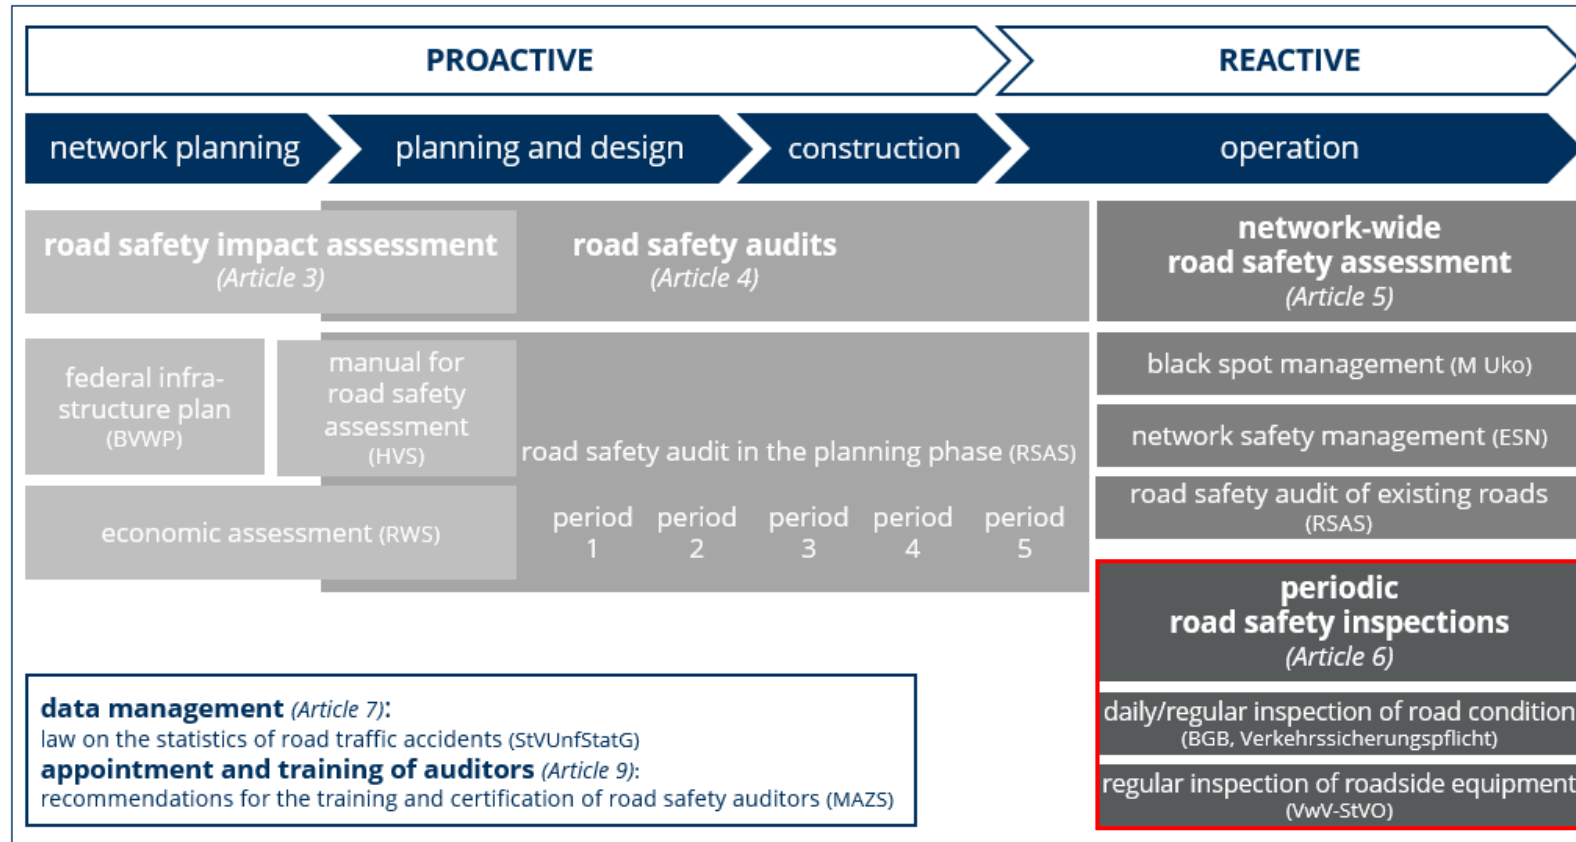 PROACTIVE
REACTIVE
network planning
planning and design
construction
operation
road safety impact assessment
(Article 3)
road safety audits
(Article 4)
network-wide
road safety assessment
(Article 5)
federal infra-
structure plan
(BVWP)
manual for
road safety
assessment
(HVS)
economic assessment (RWS)
road safety audit in the planning phase (RSAS)
period
1
period
2
period
3
period
4
period
5
black spot management (M Uko)
network safety management (ESN)
road safety audit of existing roads
(RSAS)
periodic
road safety inspections
(Article 6)
daily/regular inspection of road condition
(BGB, Verkehrssicherungspflicht)
regular inspection of roadside equipment
(VwV-StVO)
data management (Article 7):
law on the statistics of road traffic accidents (StVUnfStatG)
appointment and training of auditors (Article 9):
recommendations for the training and certification of road safety auditors (MAZS)